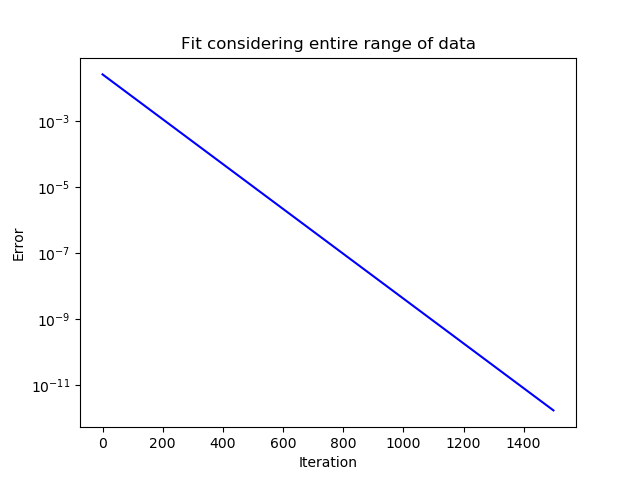 Fit considering entire range of data
Error
10⁻³
10⁻⁵
10⁻⁷
10⁻⁹
10⁻¹¹
0 200 400 600 800 1000 1200 1400
Iteration